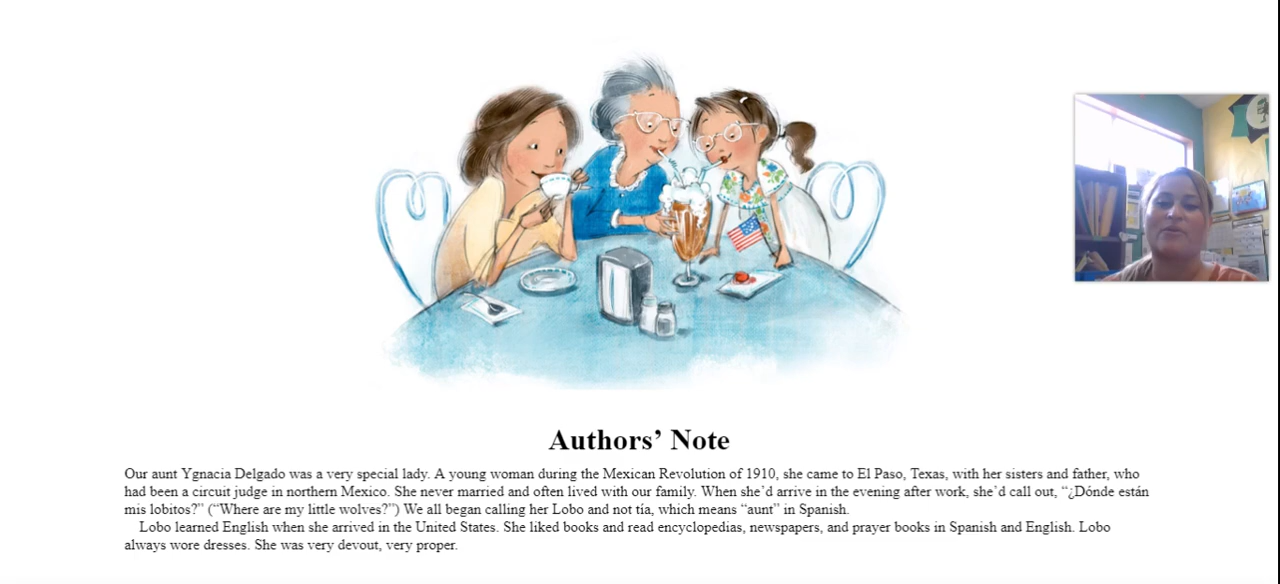 Authors’ Note
Our aunt Ygnacia Delgado was a very special lady. A young woman during the Mexican Revolution of 1910, she came to El Paso, Texas, with her sisters and father, who
had been a circuit judge in northern Mexico. She never married and often lived with our family. When she’d arrive in the evening after work, she’d call out, “¿Dónde están
mis lobitos?” (“Where are my little wolves?”) We all began calling her Lobo and not tía, which means “aunt” in Spanish.
Lobo learned English when she arrived in the United States. She liked books and read encyclopedias, newspapers, and prayer books in Spanish and English. Lobo
always wore dresses. She was very devout, very proper.